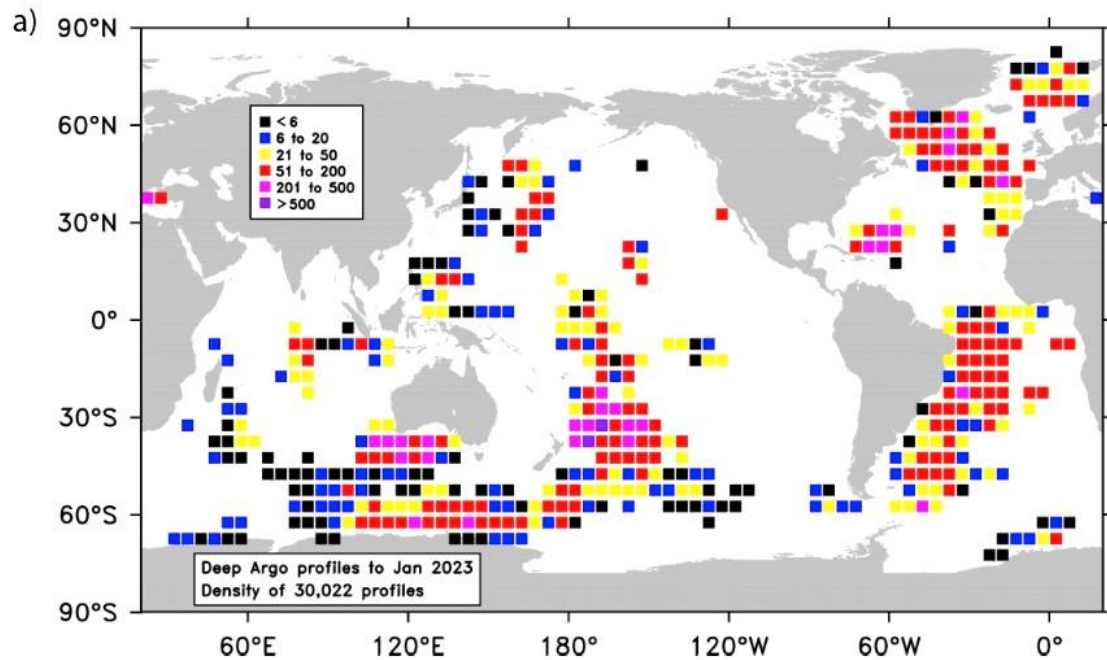 a)
90°N
60°N
30°N
0°
30°S
60°S
90°S
< 6
6 to 20
21 to 50
51 to 200
201 to 500
> 500
Deep Argo profiles to Jan 2023
Density of 30,022 profiles
60°E
120°E
180°
120°W
60°W
0°